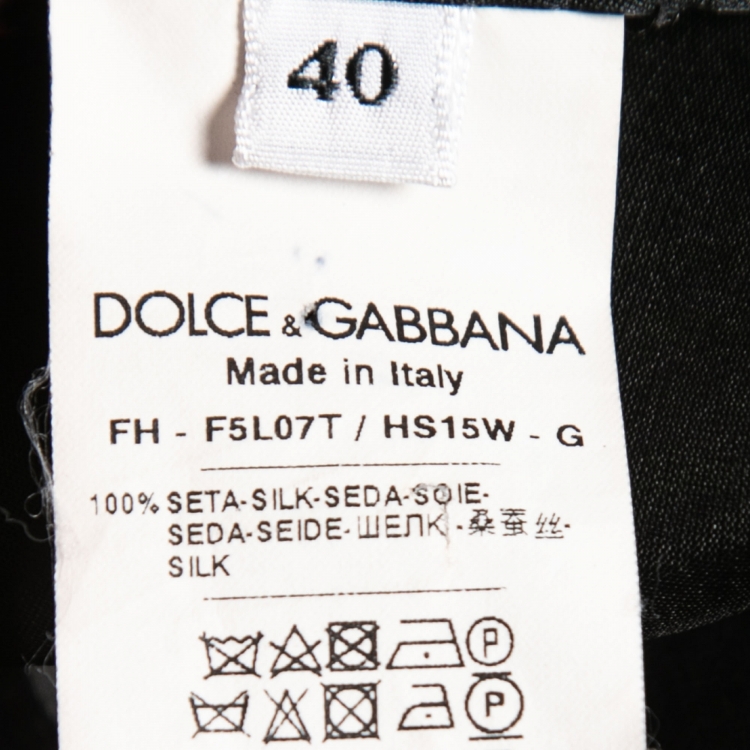 40
DOLCE & GABBANA
Made in Italy
FH - F5L07T / HS15W - G
100% SETA-SILK-SEDA-SOIE-
SEDA-SEIDE-ШЕЛК-桑蚕丝-
SILK
P
P